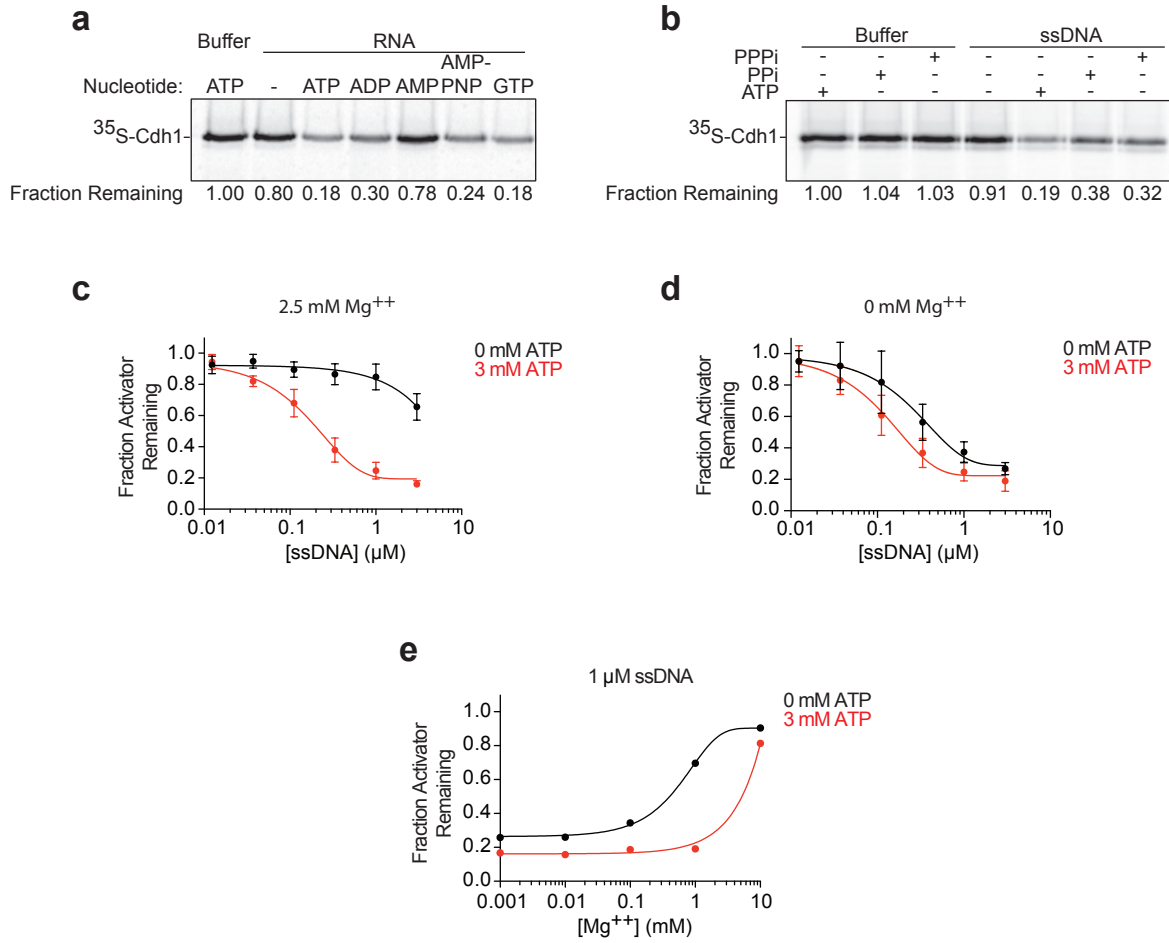 a
Buffer RNA
Nucleotide: ATP - ATP ADP AMP AMP-PNP GTP
35S-Cdh1-
Fraction Remaining 1.00 0.80 0.18 0.30 0.78 0.24 0.18
b
Buffer ssDNA
PPPi - - + - - - +
PPi - + - - - + -
ATP + - - - + - -
35S-Cdh1-
Fraction Remaining 1.00 1.04 1.03 0.91 0.19 0.38 0.32
c
2.5 mM Mg++
0 mM ATP
3 mM ATP
Fraction Activator
Remaining
1.0
0.8
0.6
0.4
0.2
0.0
0.01 0.1 1 10
[ssDNA] (µM)
d
0 mM Mg++
0 mM ATP
3 mM ATP
Fraction Activator
Remaining
1.0
0.8
0.6
0.4
0.2
0.0
0.01 0.1 1 10
[ssDNA] (µM)
e
1 µM ssDNA
0 mM ATP
3 mM ATP
Fraction Activator
Remaining
1.0
0.8
0.6
0.4
0.2
0.0
0.001 0.01 0.1 1 10
[Mg++] (mM)